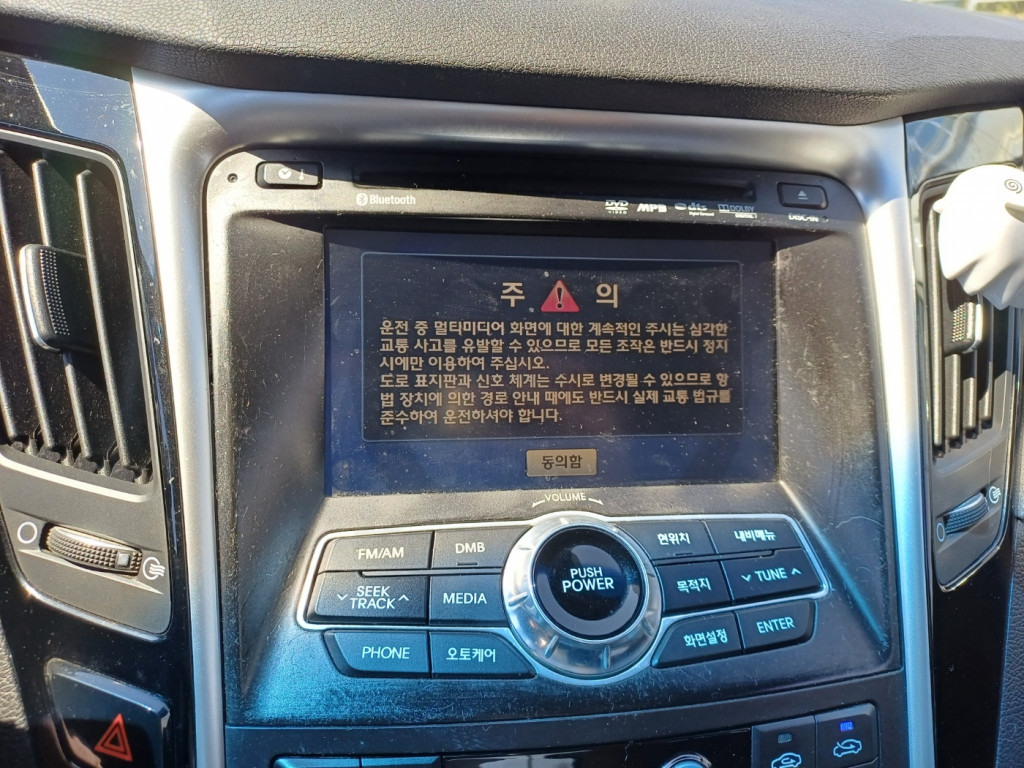 Bluetooth
DVD VIDEO MP3 dts Digital Surround DOLBY
DISC-IN
주 의
운전 중 멀티미디어 화면에 대한 계속적인 주시는 심각한
교통 사고를 유발할 수 있으므로 모든 조작은 반드시 정지
시에만 이용하여 주십시오.
도로 표지판과 신호 체계는 수시로 변경될 수 있으므로 항
법 장치에 의한 경로 안내 때에도 반드시 실제 교통 법규를
준수하여 운전하셔야 합니다.
동의함
VOLUME
FM/AM DMB
현위치 내비메뉴
SEEK
TRACK
MEDIA
PUSH
POWER
목적지 TUNE
PHONE 오토케어
화면설정 ENTER